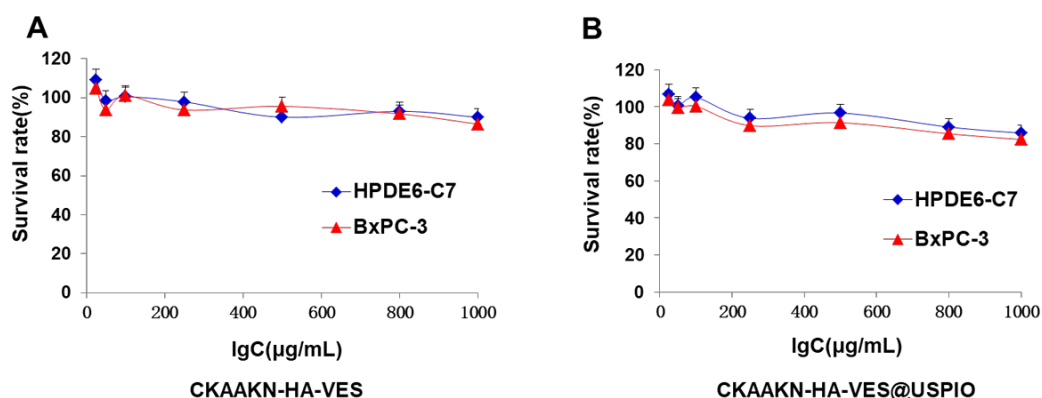 A
120
100
80
60
40
20
0
Survival rate(%)
HPDE6-C7
BxPC-3
0 200 400 600 800 1000
lgC(μg/mL)
CKAAKN-HA-VES
B
120
100
80
60
40
20
0
Survival rate(%)
HPDE6-C7
BxPC-3
0 200 400 600 800 1000
lgC(μg/mL)
CKAAKN-HA-VES@USPIO